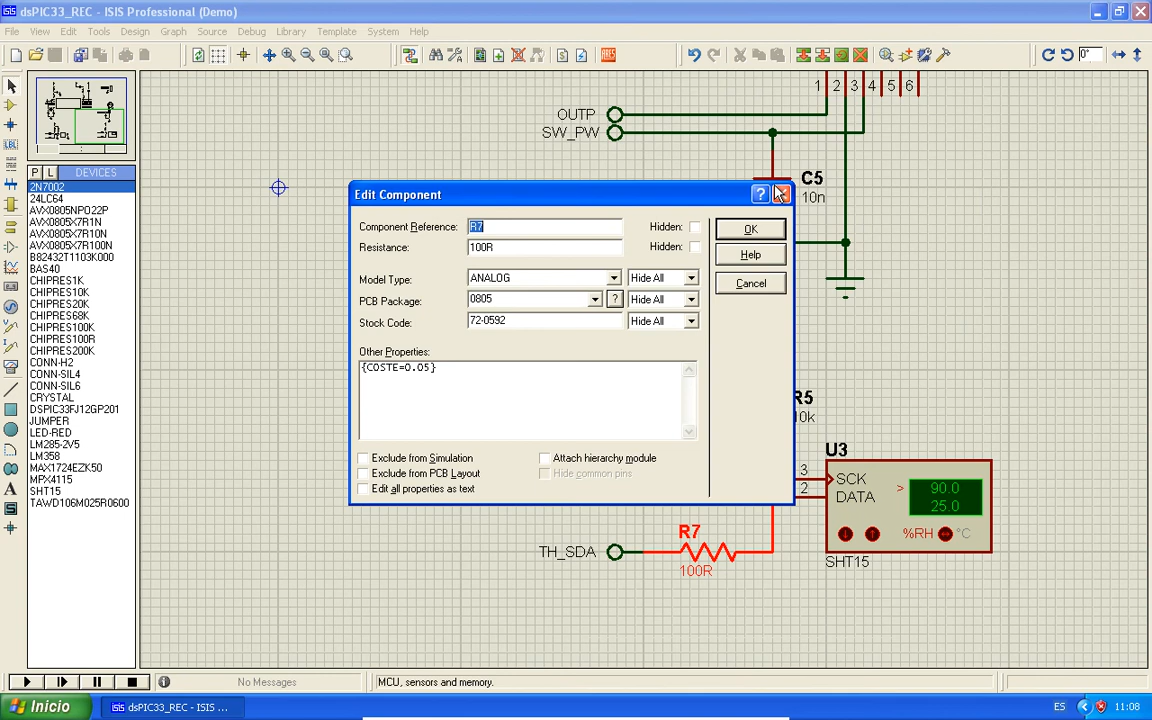 dsPIC33_REC - ISIS Professional (Demo)
File View Edit Tools Design Graph Source Debug Library Template System Help
0°
P L DEVICES
2N7002
24LC64
AVX0805NPO22P
AVX0805X7R1N
AVX0805X7R10N
AVX0805X7R100N
B82432T1103K000
BAS40
CHIPRES1K
CHIPRES10K
CHIPRES68K
CHIPRES100K
CHIPRES100R
CHIPRES200K
CONN-H2
CONN-SIL4
CONN-SIL6
CRYSTAL
DSPIC33FJ12GP201
JUMPER
LED-RED
LM285-2V5
LM358
MAX1724EZK50
MPX4115
SHT15
TAWD106M025R0600
1 2 3 4 5 6
OUTP
SW_PW
C5
10n
Edit Component
?
Component Reference: R7 Hidden:
Resistance: 100R Hidden:
Model Type: ANALOG Hide All
PCB Package: 0805 ? Hide All
Stock Code: 72-0592 Hide All
Other Properties:
{COSTE=0.05}
Exclude from Simulation
Exclude from PCB Layout
Edit all properties as text
Attach hierarchy module
Hide common pins
OK
Help
Cancel
R5
10k
U3
3 SCK
2 DATA
> 90.0
25.0
%RH °C
SHT15
R7
TH_SDA
100R
No Messages
MCU, sensors and memory.
Inicio
dsPIC33_REC - ISIS ...
ES
11:08